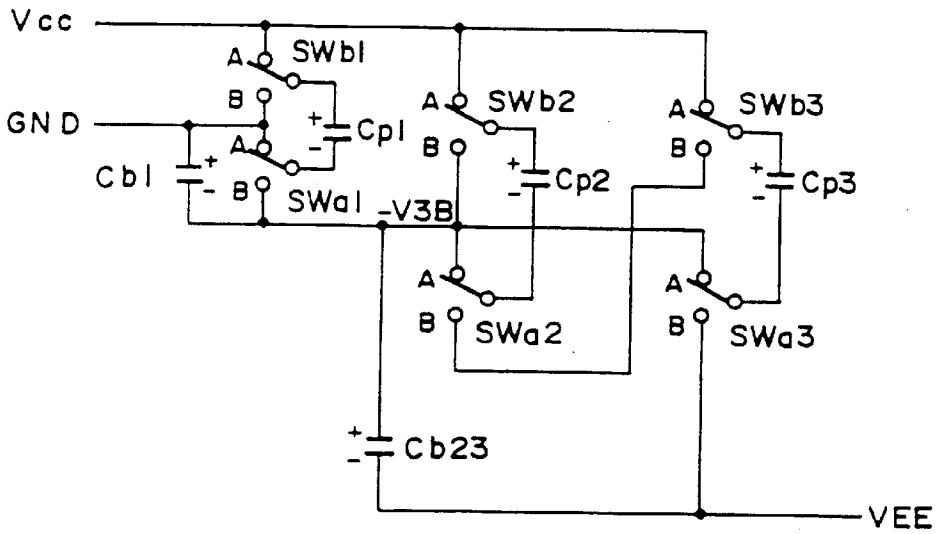 Vcc
A
SWb1
B
+
-
Cp1
GND
A
B
SWa1
Cb1
+
-
A
SWb2
B
+
-
Cp2
A
SWb3
B
+
-
Cp3
-V3B
A
B
SWa2
A
B
SWa3
+
-
Cb23
VEE